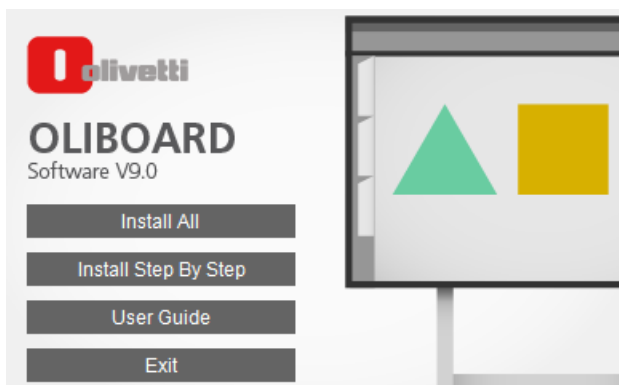 olivetti
OLIBOARD
Software V9.0
Install All
Install Step By Step
User Guide
Exit